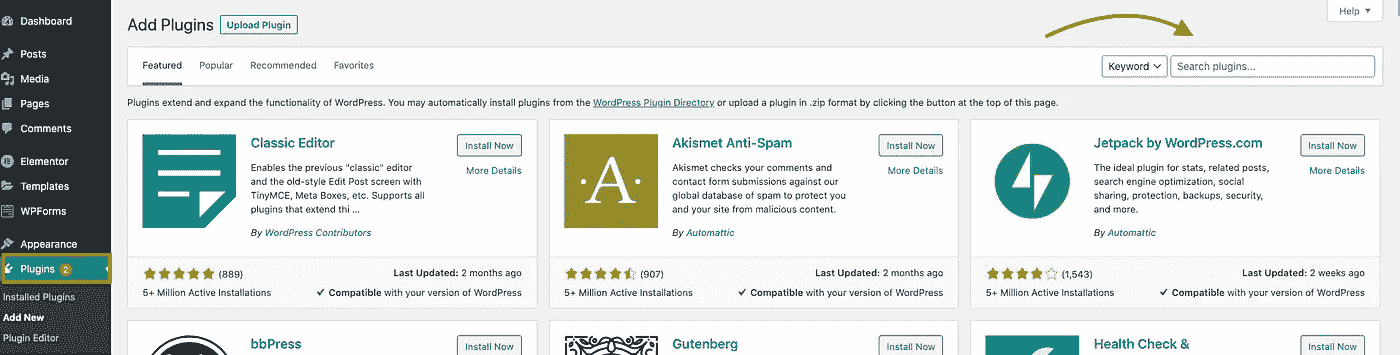 Dashboard
Posts
Media
Pages
Comments
Elementor
Templates
WPForms
Appearance
Plugins 2
Installed Plugins
Add New
Plugin Editor
Help
Add Plugins Upload Plugin
Featured Popular Recommended Favorites Keyword Search plugins...
Plugins extend and expand the functionality of WordPress. You may automatically install plugins from the WordPress Plugin Directory or upload a plugin in .zip format by clicking the button at the top of this page.
Classic Editor
Install Now
More Details
Enables the previous "classic" editor
and the old-style Edit Post screen with
TinyMCE, Meta Boxes, etc. Supports all
plugins that extend thi ...
By WordPress Contributors
(889) Last Updated: 2 months ago
5+ Million Active Installations ✓ Compatible with your version of WordPress
A
Akismet Anti-Spam
Install Now
More Details
Akismet checks your comments and
contact form submissions against our
global database of spam to protect you
and your site from malicious content.
By Automattic
(907) Last Updated: 2 months ago
5+ Million Active Installations ✓ Compatible with your version of WordPress
Jetpack by WordPress.com
Install Now
More Details
The ideal plugin for stats, related posts,
search engine optimization, social
sharing, protection, backups, security,
and more.
By Automattic
(1,543) Last Updated: 2 weeks ago
5+ Million Active Installations ✓ Compatible with your version of WordPress
bbPress Install Now
Gutenberg Install Now
Health Check & Install Now